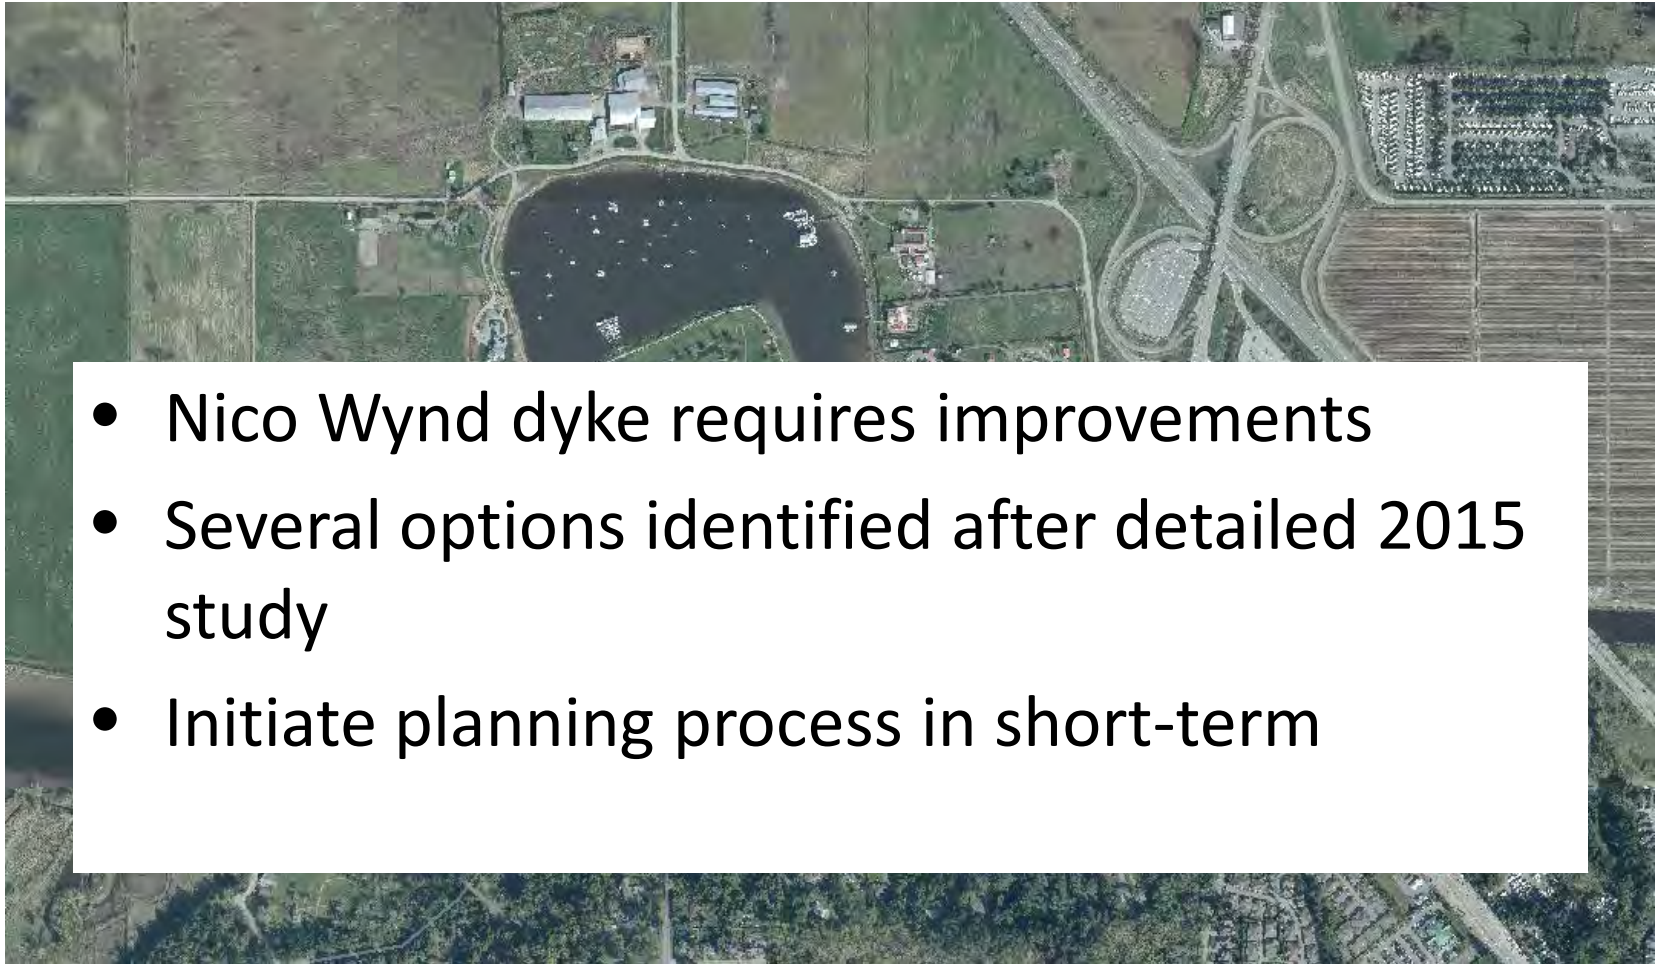 • Nico Wynd dyke requires improvements
• Several options identified after detailed 2015
study
• Initiate planning process in short-term